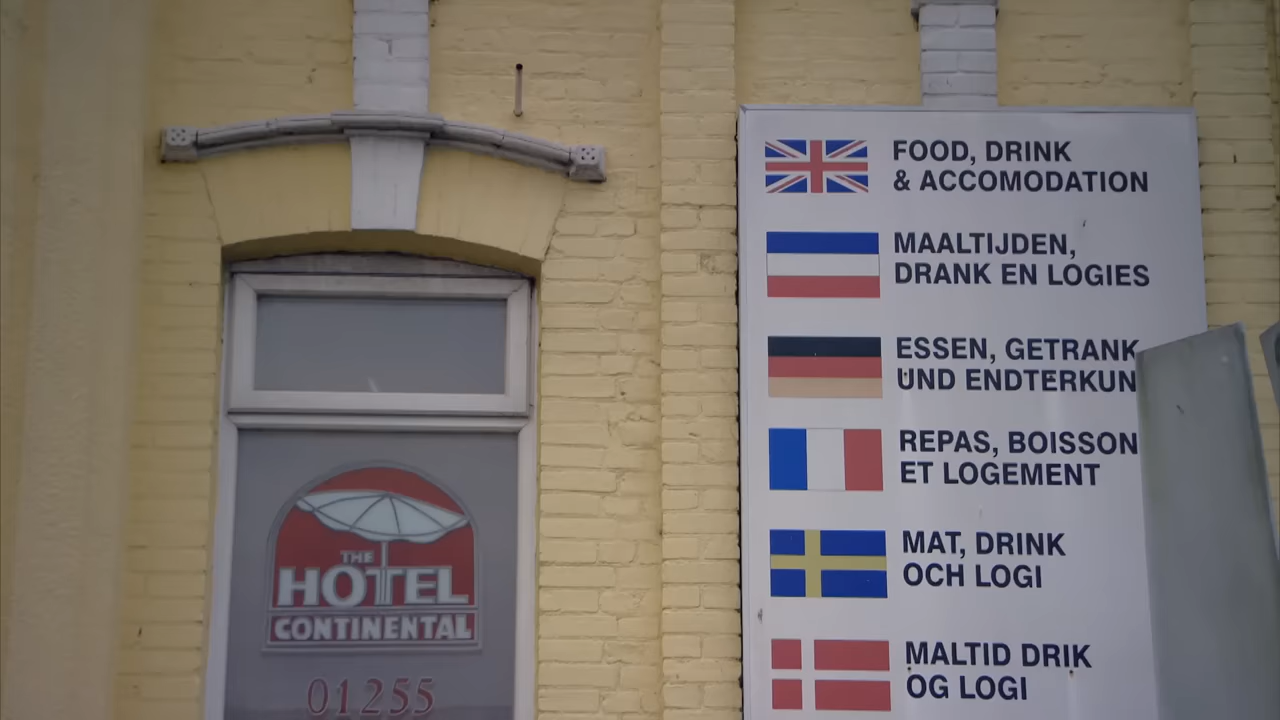 THE
HOTEL
CONTINENTAL
01255
FOOD, DRINK
& ACCOMODATION
MAALTIJDEN,
DRANK EN LOGIES
ESSEN, GETRANK
UND ENDTERKUN
REPAS, BOISSON
ET LOGEMENT
MAT, DRINK
OCH LOGI
MALTID DRIK
OG LOGI